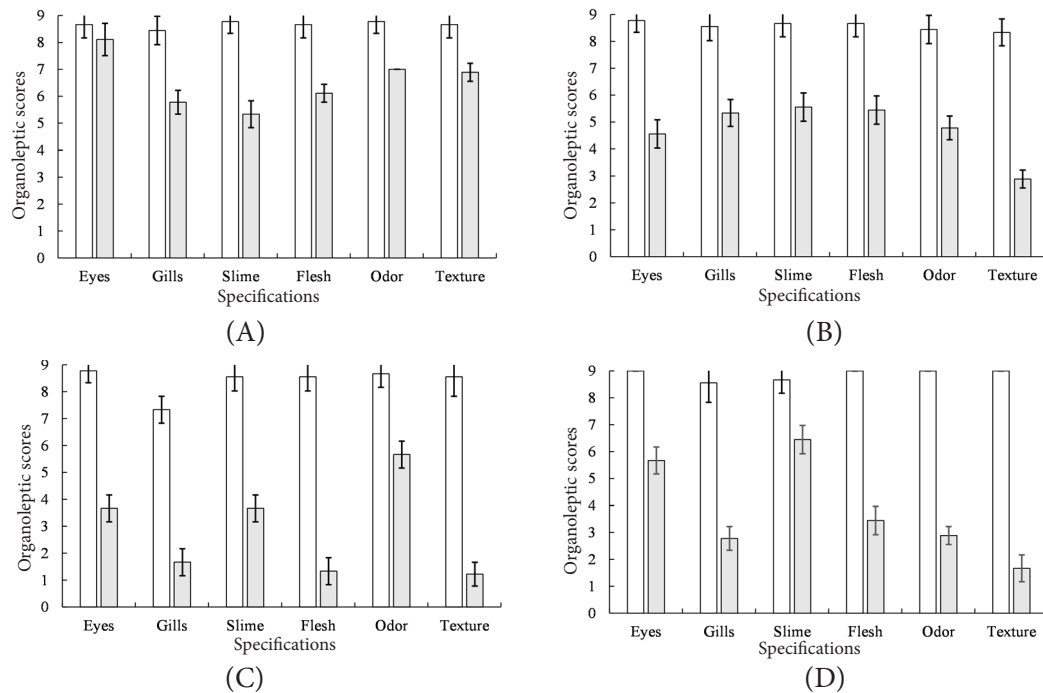 Organoleptic scores
9
8
7
6
5
4
3
2
1
0
Eyes Gills Slime Flesh Odor Texture
Specifications
(A)
Organoleptic scores
9
8
7
6
5
4
3
2
1
0
Eyes Gills Slime Flesh Odor Texture
Specifications
(B)
Organoleptic scores
9
8
7
6
5
4
3
2
1
0
Eyes Gills Slime Flesh Odor Texture
Specifications
(C)
Organoleptic scores
9
8
7
6
5
4
3
2
1
0
Eyes Gills Slime Flesh Odor Texture
Specifications
(D)